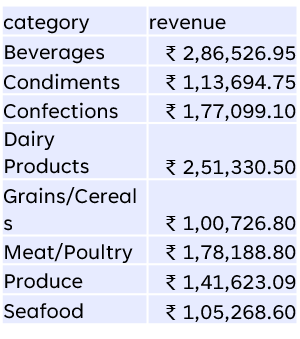 category revenue
Beverages ₹ 2,86,526.95
Condiments ₹ 1,13,694.75
Confections ₹ 1,77,099.10
Dairy
Products ₹ 2,51,330.50
Grains/Cereal
s ₹ 1,00,726.80
Meat/Poultry ₹ 1,78,188.80
Produce ₹ 1,41,623.09
Seafood ₹ 1,05,268.60